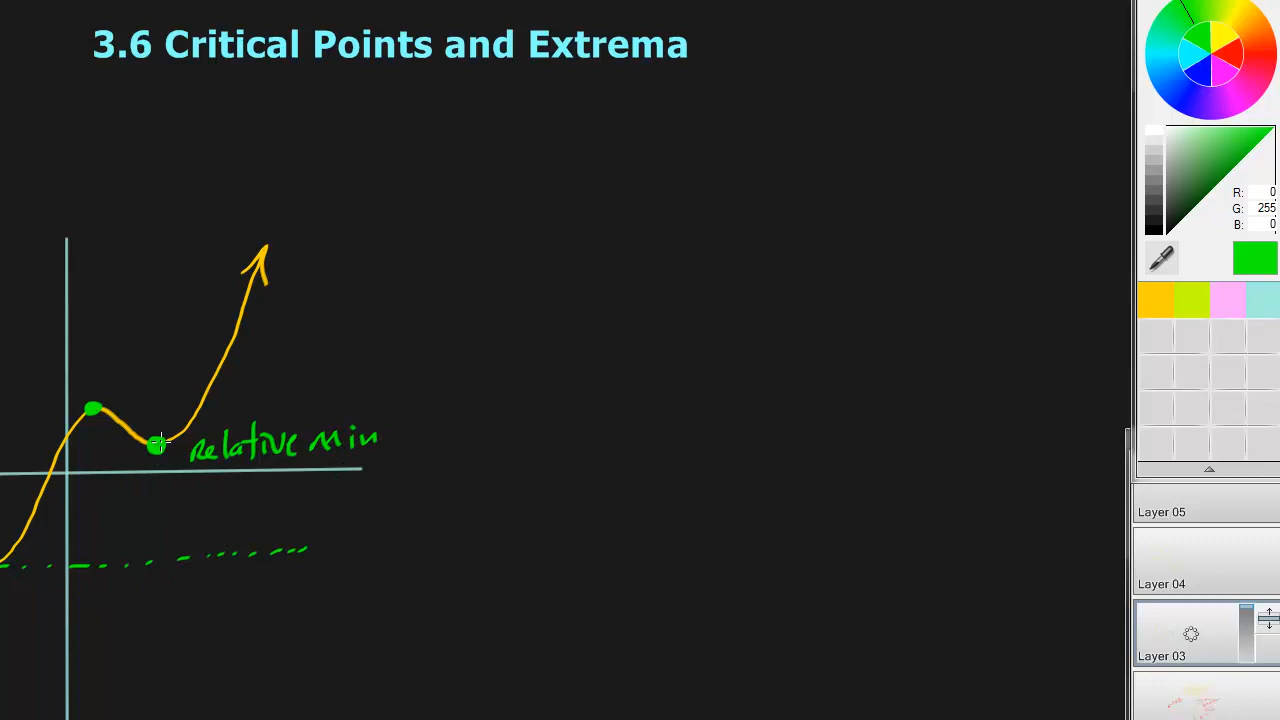 3.6 Critical Points and Extrema
R: 0
G: 255
B: 0
Relative Min
Layer 05
Layer 04
Layer 03